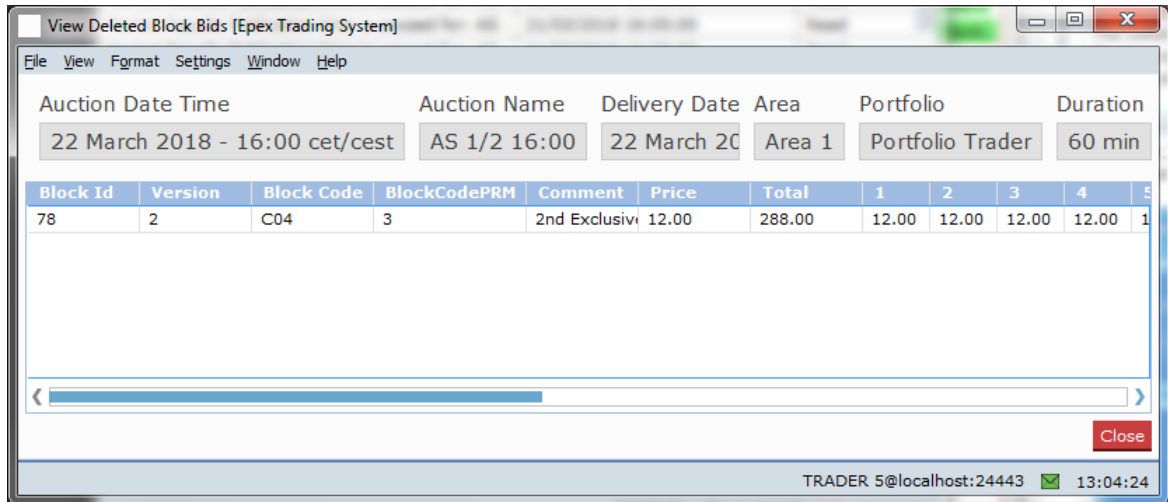 View Deleted Block Bids [Epex Trading System]
File View Format Settings Window Help
Auction Date Time Auction Name Delivery Date Area Portfolio Duration
22 March 2018 - 16:00 cet/cest AS 1/2 16:00 22 March 20 Area 1 Portfolio Trader 60 min
Block Id Version Block Code BlockCodePRM Comment Price Total 1 2 3 4 5
78 2 C04 3 2nd Exclusiv 12.00 288.00 12.00 12.00 12.00 12.00 1
Close
TRADER 5@localhost:24443 13:04:24